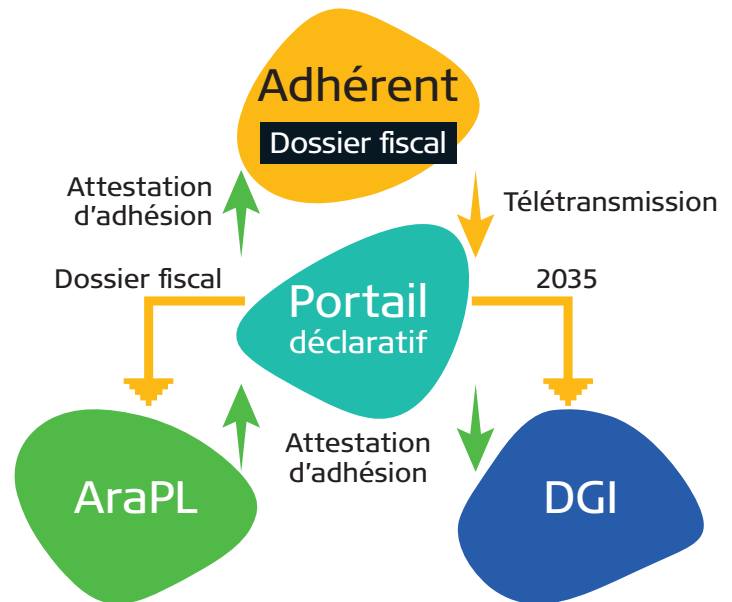 Adhérent
Dossier fiscal
Attestation
d'adhésion
Télétransmission
Dossier fiscal
2035
Portail
déclaratif
Attestation
d'adhésion
AraPL
DGI